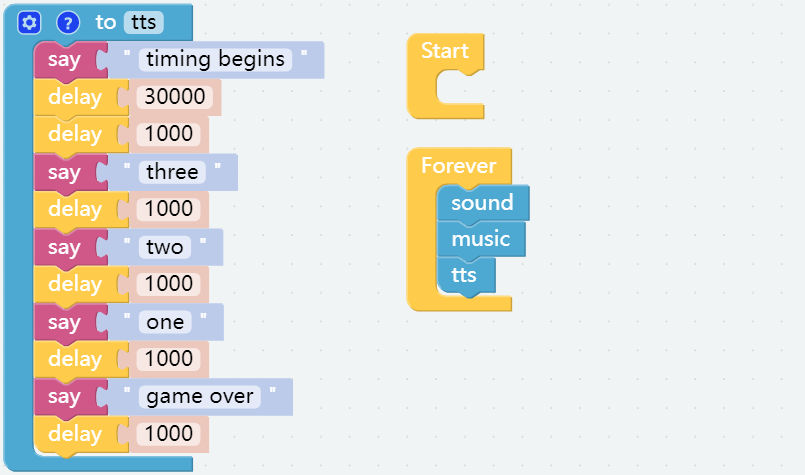 to tts
say " timing begins "
delay 30000
delay 1000
say " three "
delay 1000
say " two "
delay 1000
say " one "
delay 1000
say " game over "
delay 1000
Start
Forever
sound
music
tts